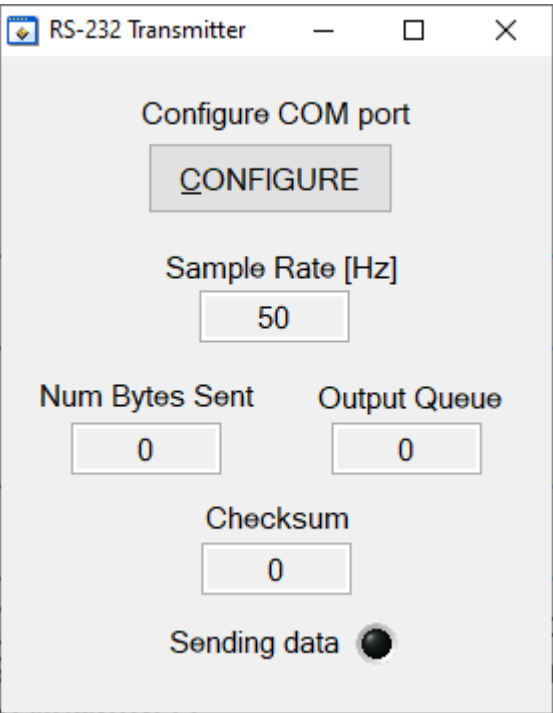 RS-232 Transmitter
Configure COM port
CONFIGURE
Sample Rate [Hz]
50
Num Bytes Sent
Output Queue
0
0
Checksum
0
Sending data